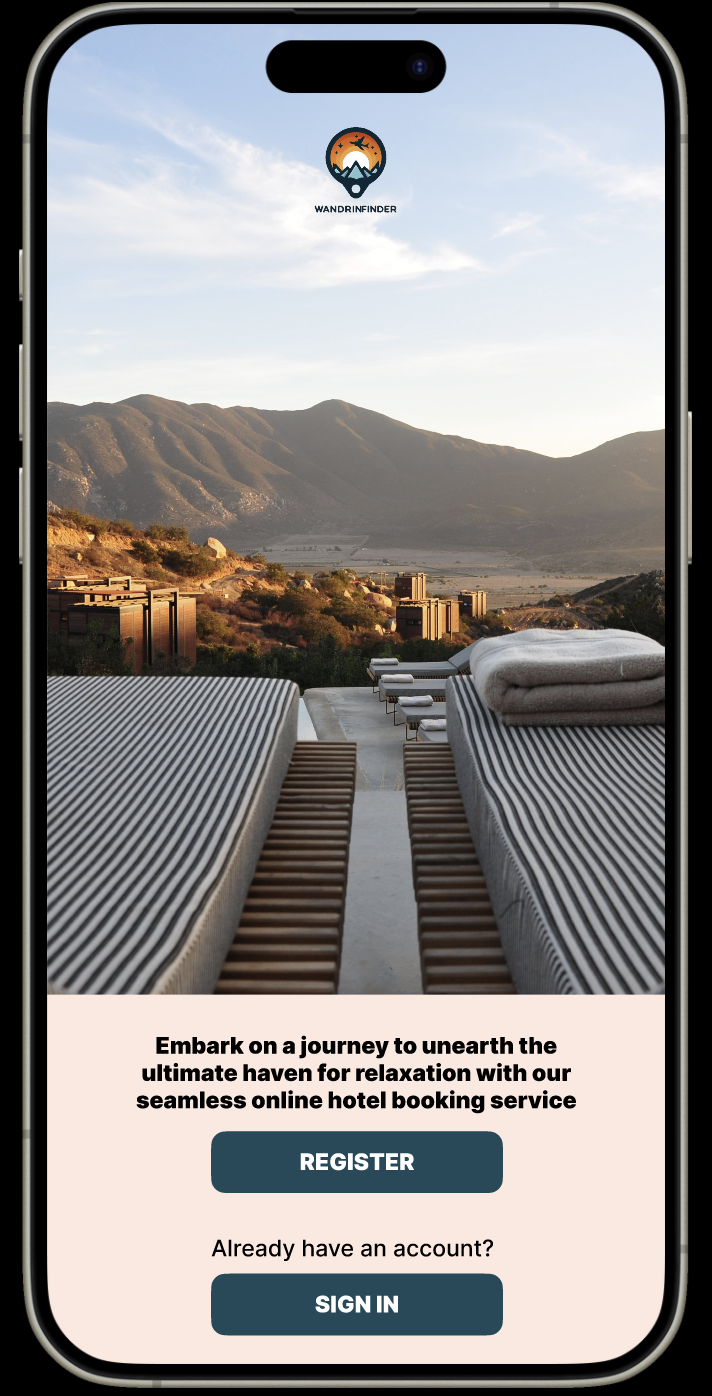 WANDRINFINDER
Embark on a journey to unearth the
ultimate haven for relaxation with our
seamless online hotel booking service
REGISTER
Already have an account?
SIGN IN